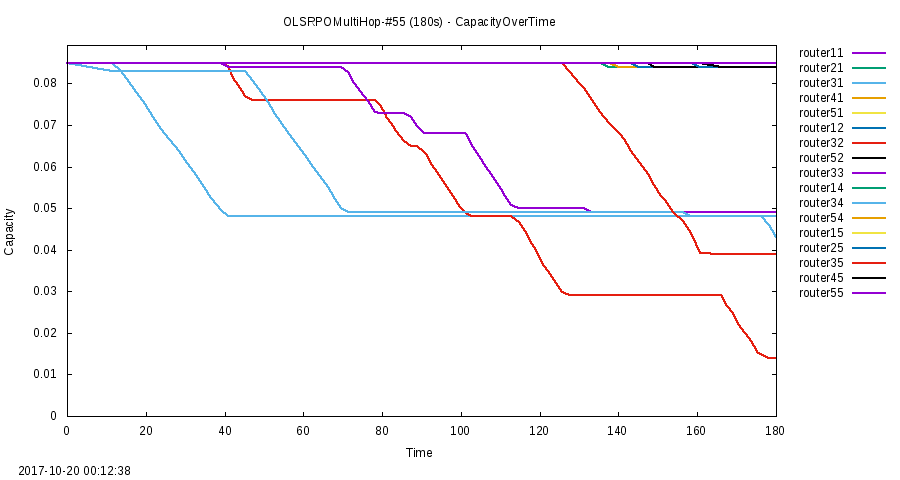 OLSRPOMultiHop-#55 (180s) - CapacityOverTime
router11
router21
router31
router41
router51
router12
router32
router52
router33
router14
router34
router54
router15
router25
router35
router45
router55
Capacity
0.08
0.07
0.06
0.05
0.04
0.03
0.02
0.01
0
0 20 40 60 80 100 120 140 160 180
Time
2017-10-20 00:12:38